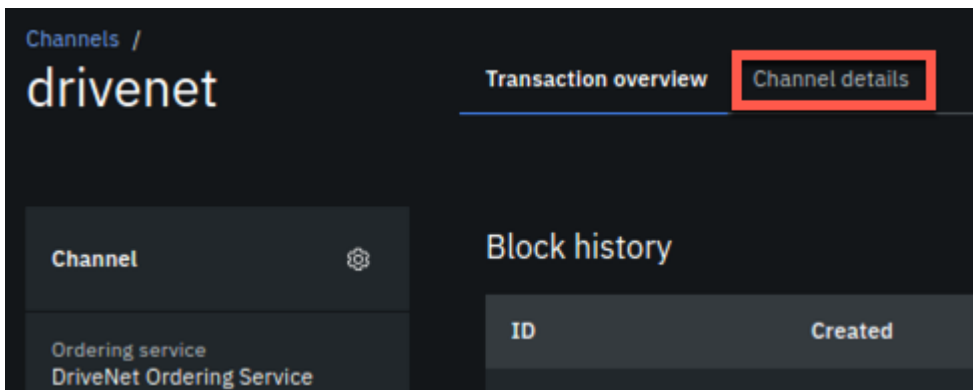 Channels /
drivenet
Transaction overview
Channel details
Channel
Ordering service
DriveNet Ordering Service
Block history
ID
Created